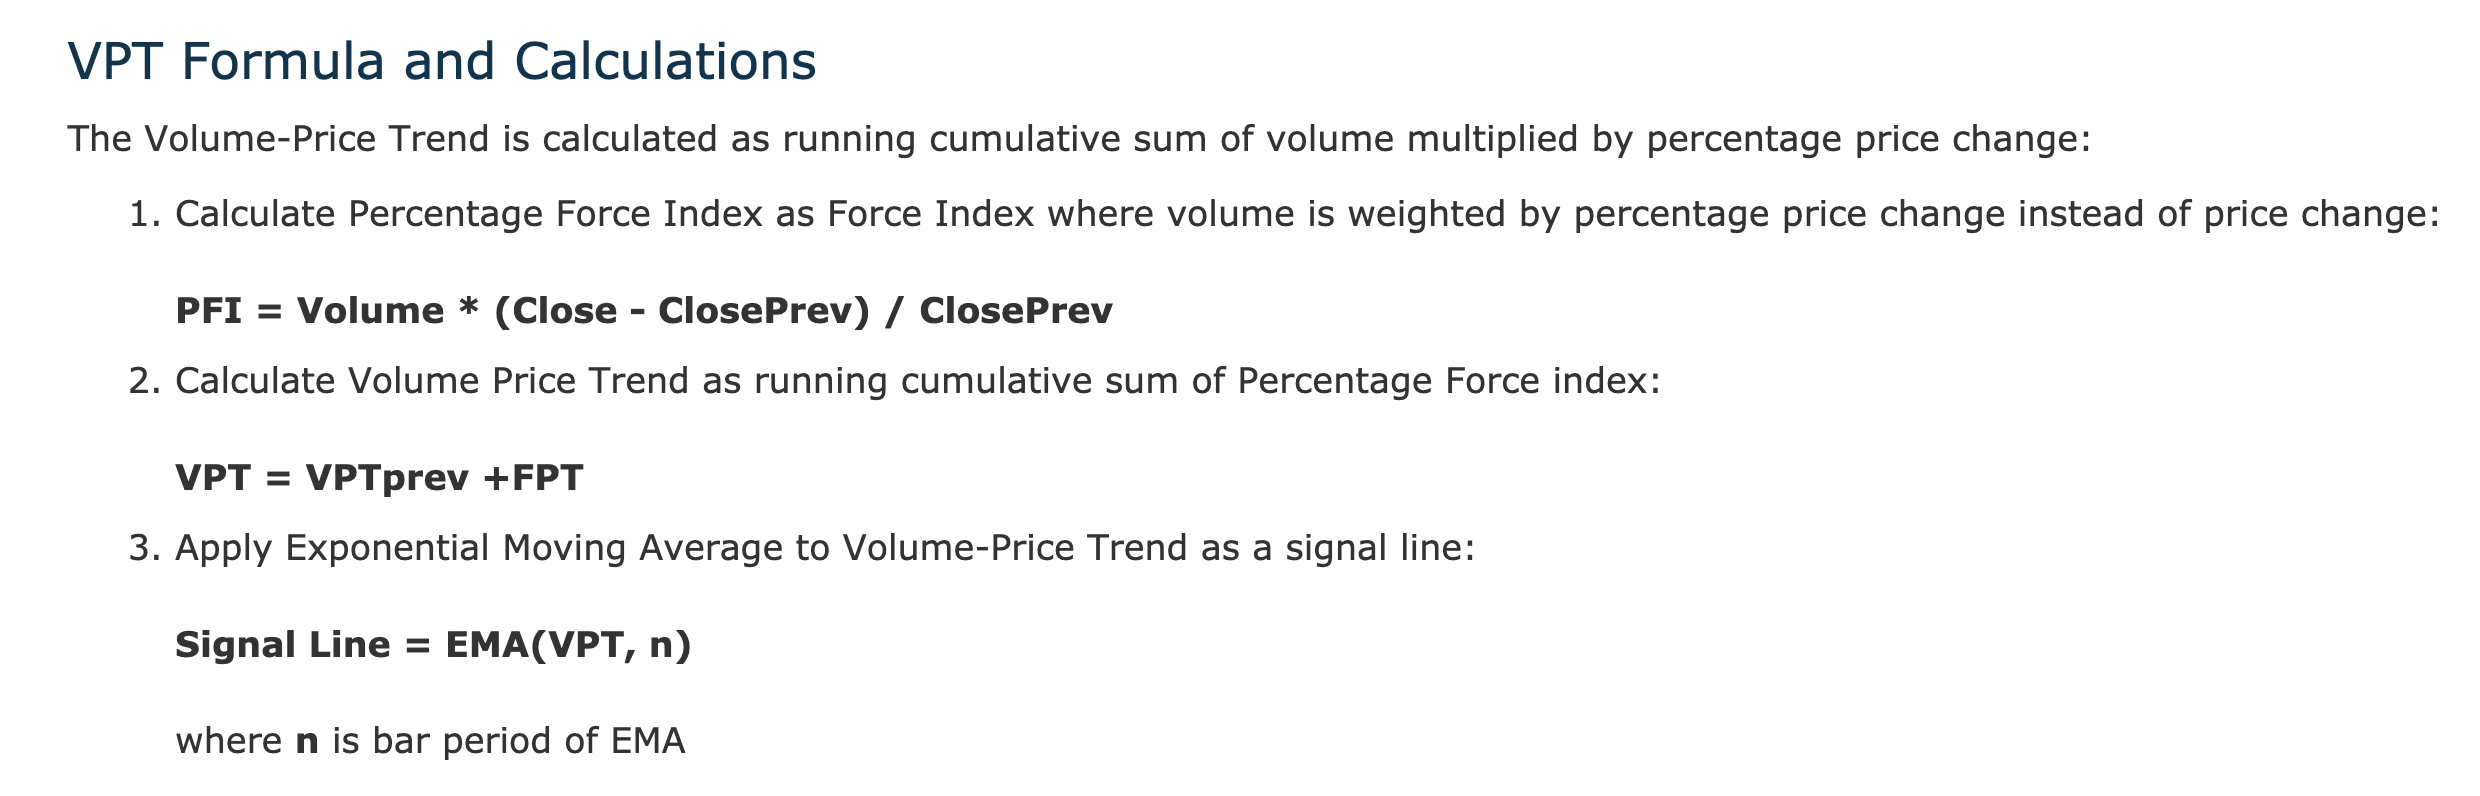 VPT Formula and Calculations
The Volume-Price Trend is calculated as running cumulative sum of volume multiplied by percentage price change:
1. Calculate Percentage Force Index as Force Index where volume is weighted by percentage price change instead of price change:
PFI = Volume * (Close - ClosePrev) / ClosePrev
2. Calculate Volume Price Trend as running cumulative sum of Percentage Force index:
VPT = VPTprev +FPT
3. Apply Exponential Moving Average to Volume-Price Trend as a signal line:
Signal Line = EMA(VPT, n)
where n is bar period of EMA